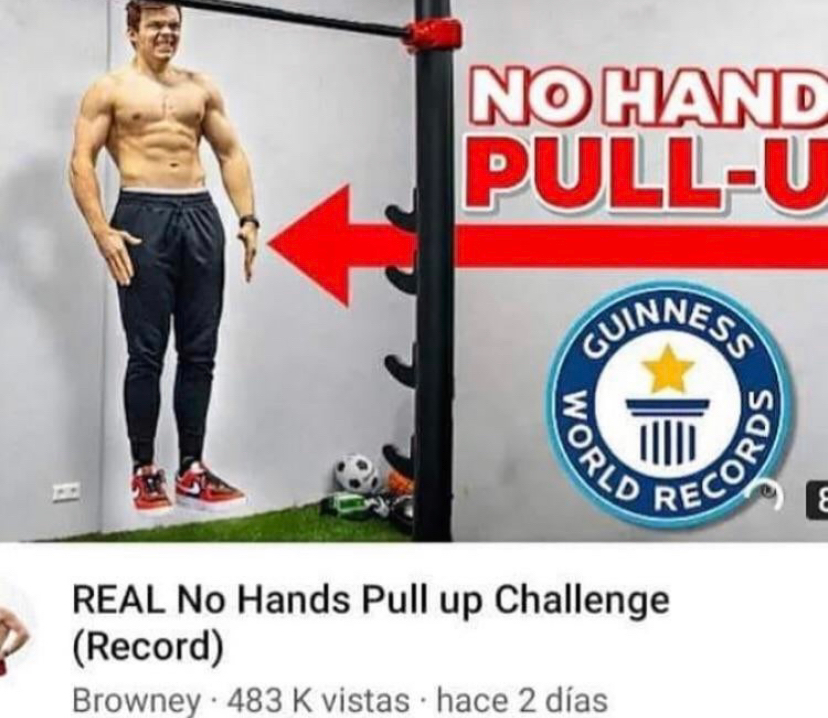 NO HAND
PULL-U
GUINNESS
WORLD RECORDS
8
REAL No Hands Pull up Challenge
(Record)
Browney · 483 K vistas · hace 2 días